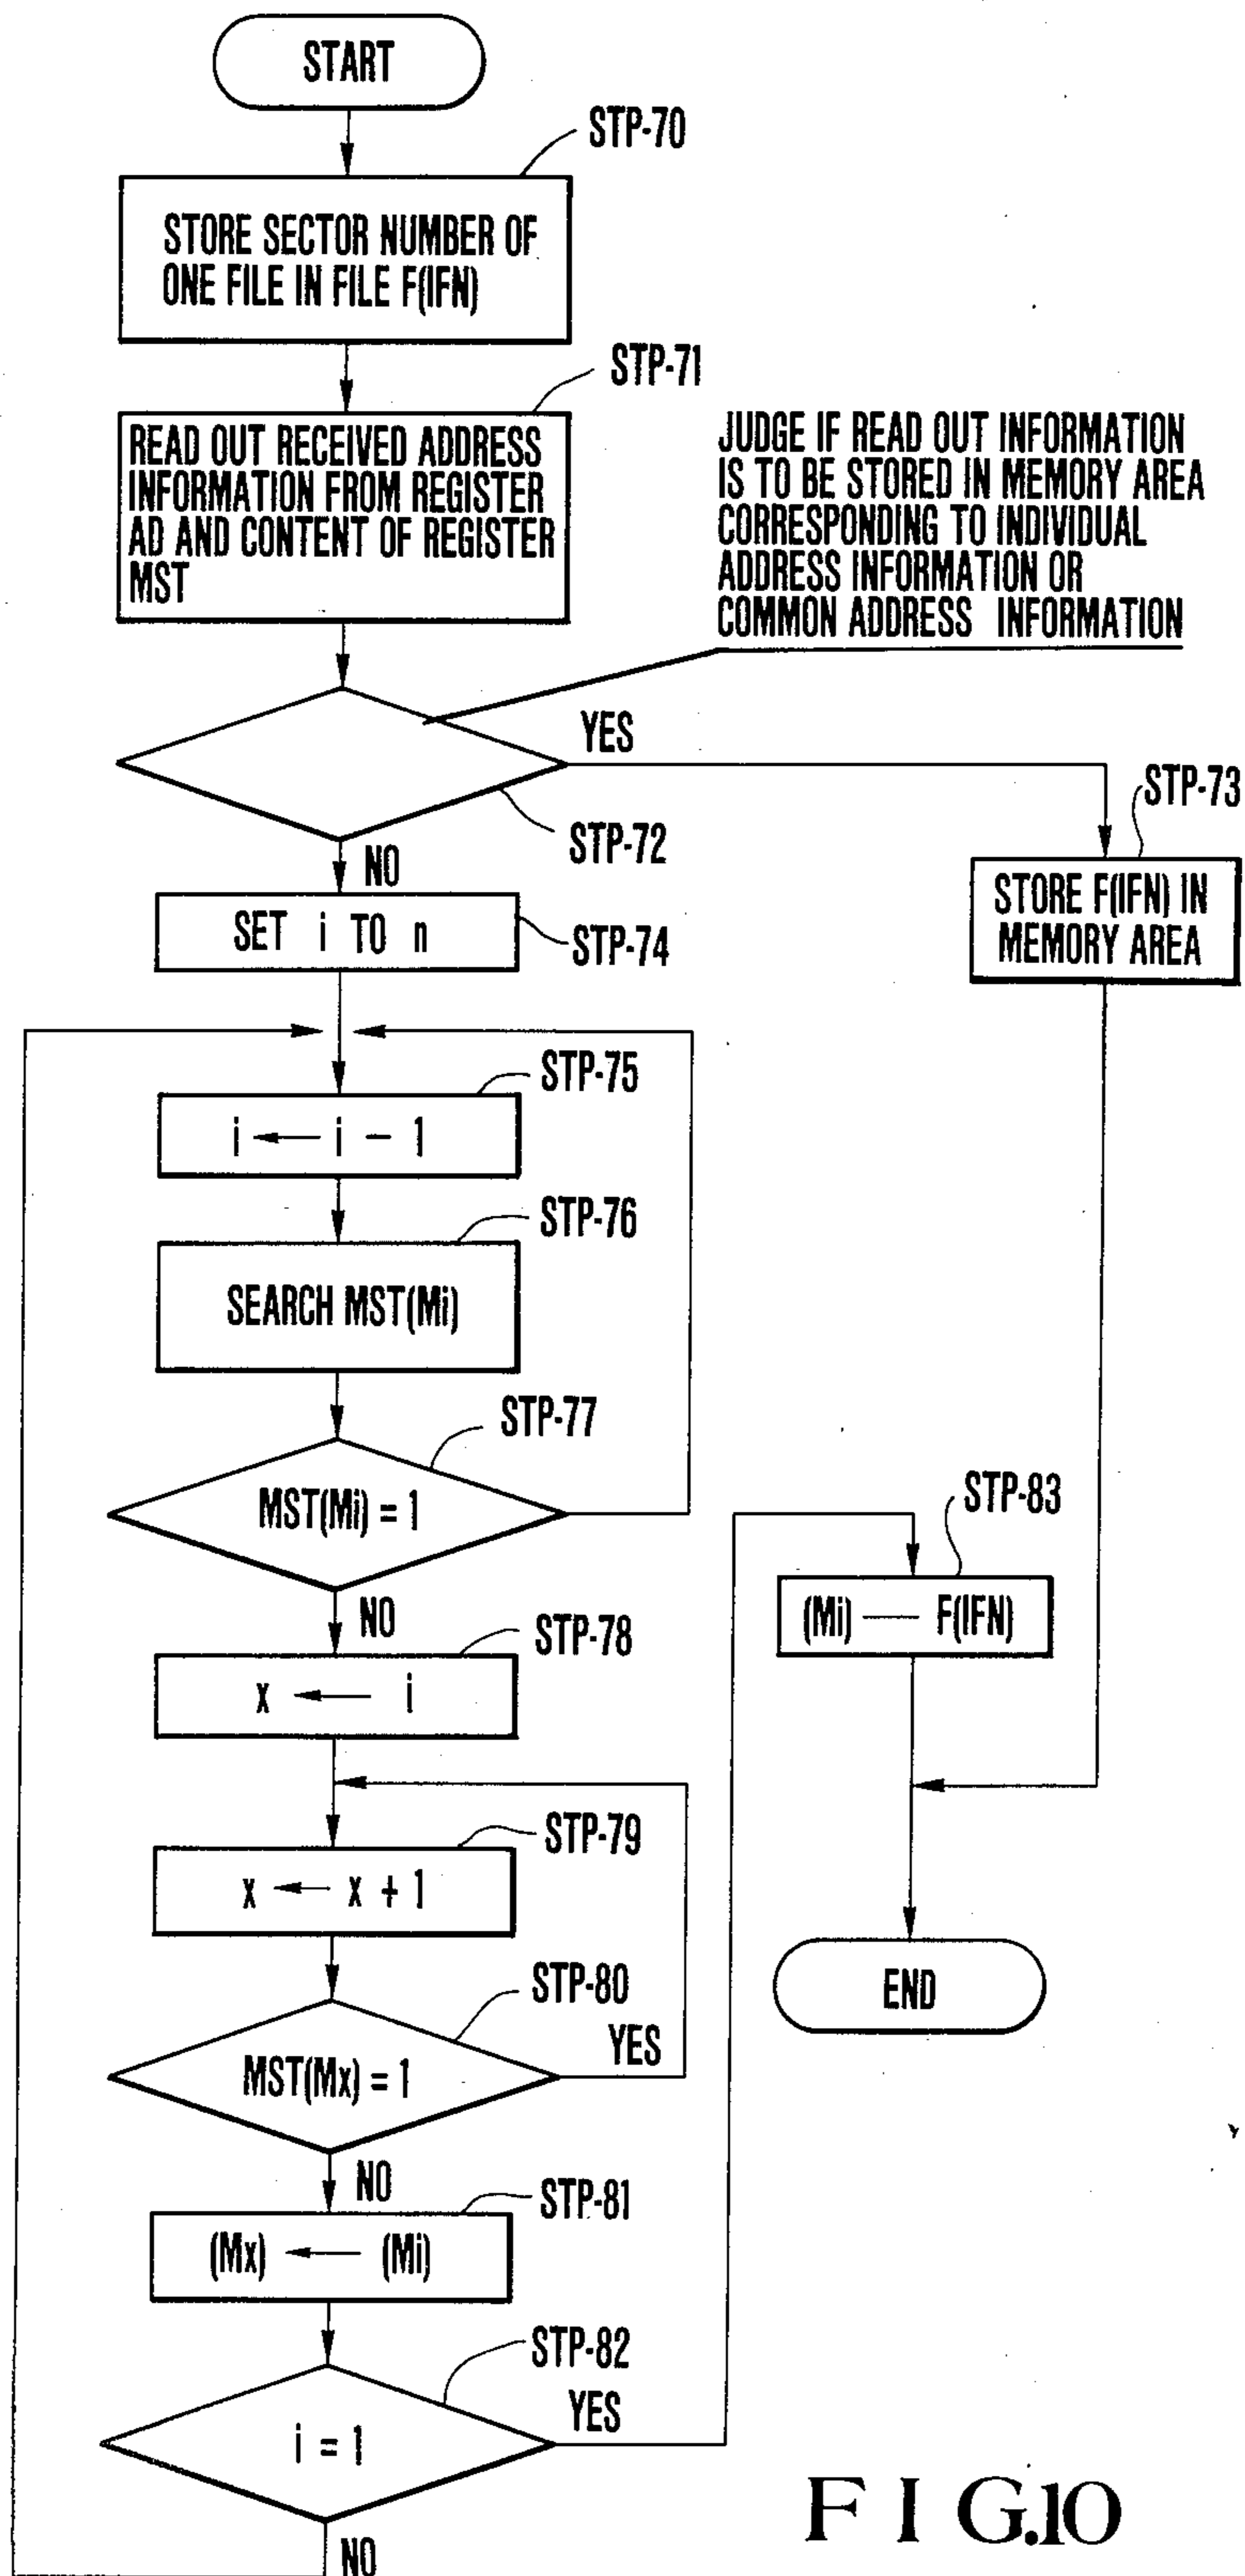 START
STP-70
STORE SECTOR NUMBER OF
ONE FILE IN FILE F(IFN)
STP-71
READ OUT RECEIVED ADDRESS
INFORMATION FROM REGISTER
AD AND CONTENT OF REGISTER
MST
JUDGE IF READ OUT INFORMATION
IS TO BE STORED IN MEMORY AREA
CORRESPONDING TO INDIVIDUAL
ADDRESS INFORMATION OR
COMMON ADDRESS INFORMATION
YES
STP-72
NO
STP-73
STORE F(IFN) IN
MEMORY AREA
SET i TO n
STP-74
STP-75
i ← i - 1
STP-76
SEARCH MST(Mi)
STP-77
MST(Mi) = 1
NO
STP-78
x ← i
STP-79
x ← x + 1
STP-80
MST(Mx) = 1
YES
NO
STP-81
(Mx) ← (Mi)
STP-82
i = 1
YES
NO
STP-83
(Mi) — F(IFN)
END
FIG.10